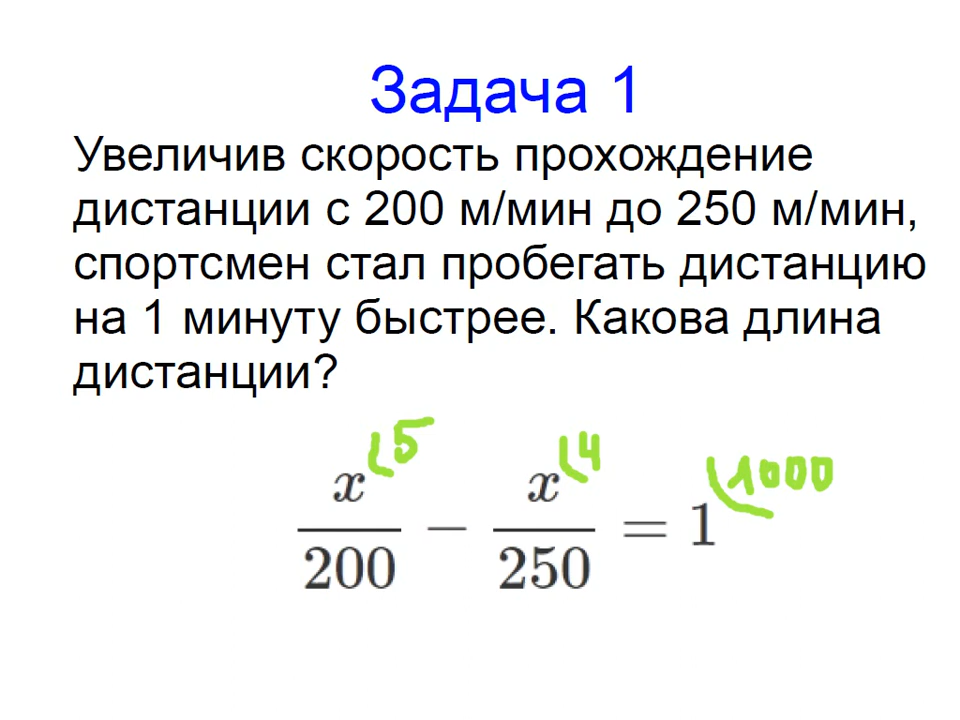 Задача 1
Увеличив скорость прохождение
дистанции с 200 м/мин до 250 м/мин,
спортсмен стал пробегать дистанцию
на 1 минуту быстрее. Какова длина
дистанции?
x/200 (5 − x/250 (4 = 1 (1000